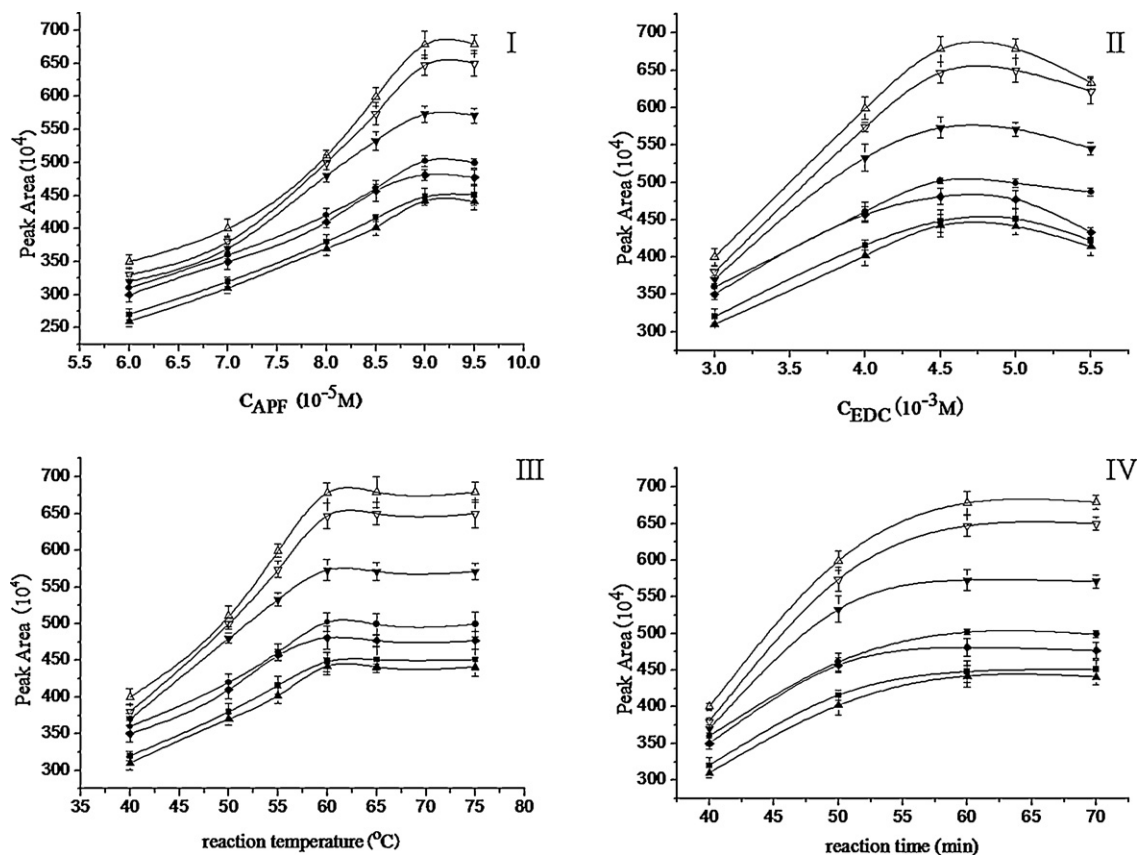 I
700
650
600
550
500
450
400
350
300
250
Peak Area (10⁴)
5.5 6.0 6.5 7.0 7.5 8.0 8.5 9.0 9.5 10.0
C_APF (10⁻⁵M)
II
700
650
600
550
500
450
400
350
300
Peak Area (10⁴)
3.0 3.5 4.0 4.5 5.0 5.5
C_EDC (10⁻³M)
III
700
650
600
550
500
450
400
350
300
Peak Area (10⁴)
35 40 45 50 55 60 65 70 75 80
reaction temperature (°C)
IV
700
650
600
550
500
450
400
350
300
Peak Area (10⁴)
40 45 50 55 60 65 70
reaction time (min)